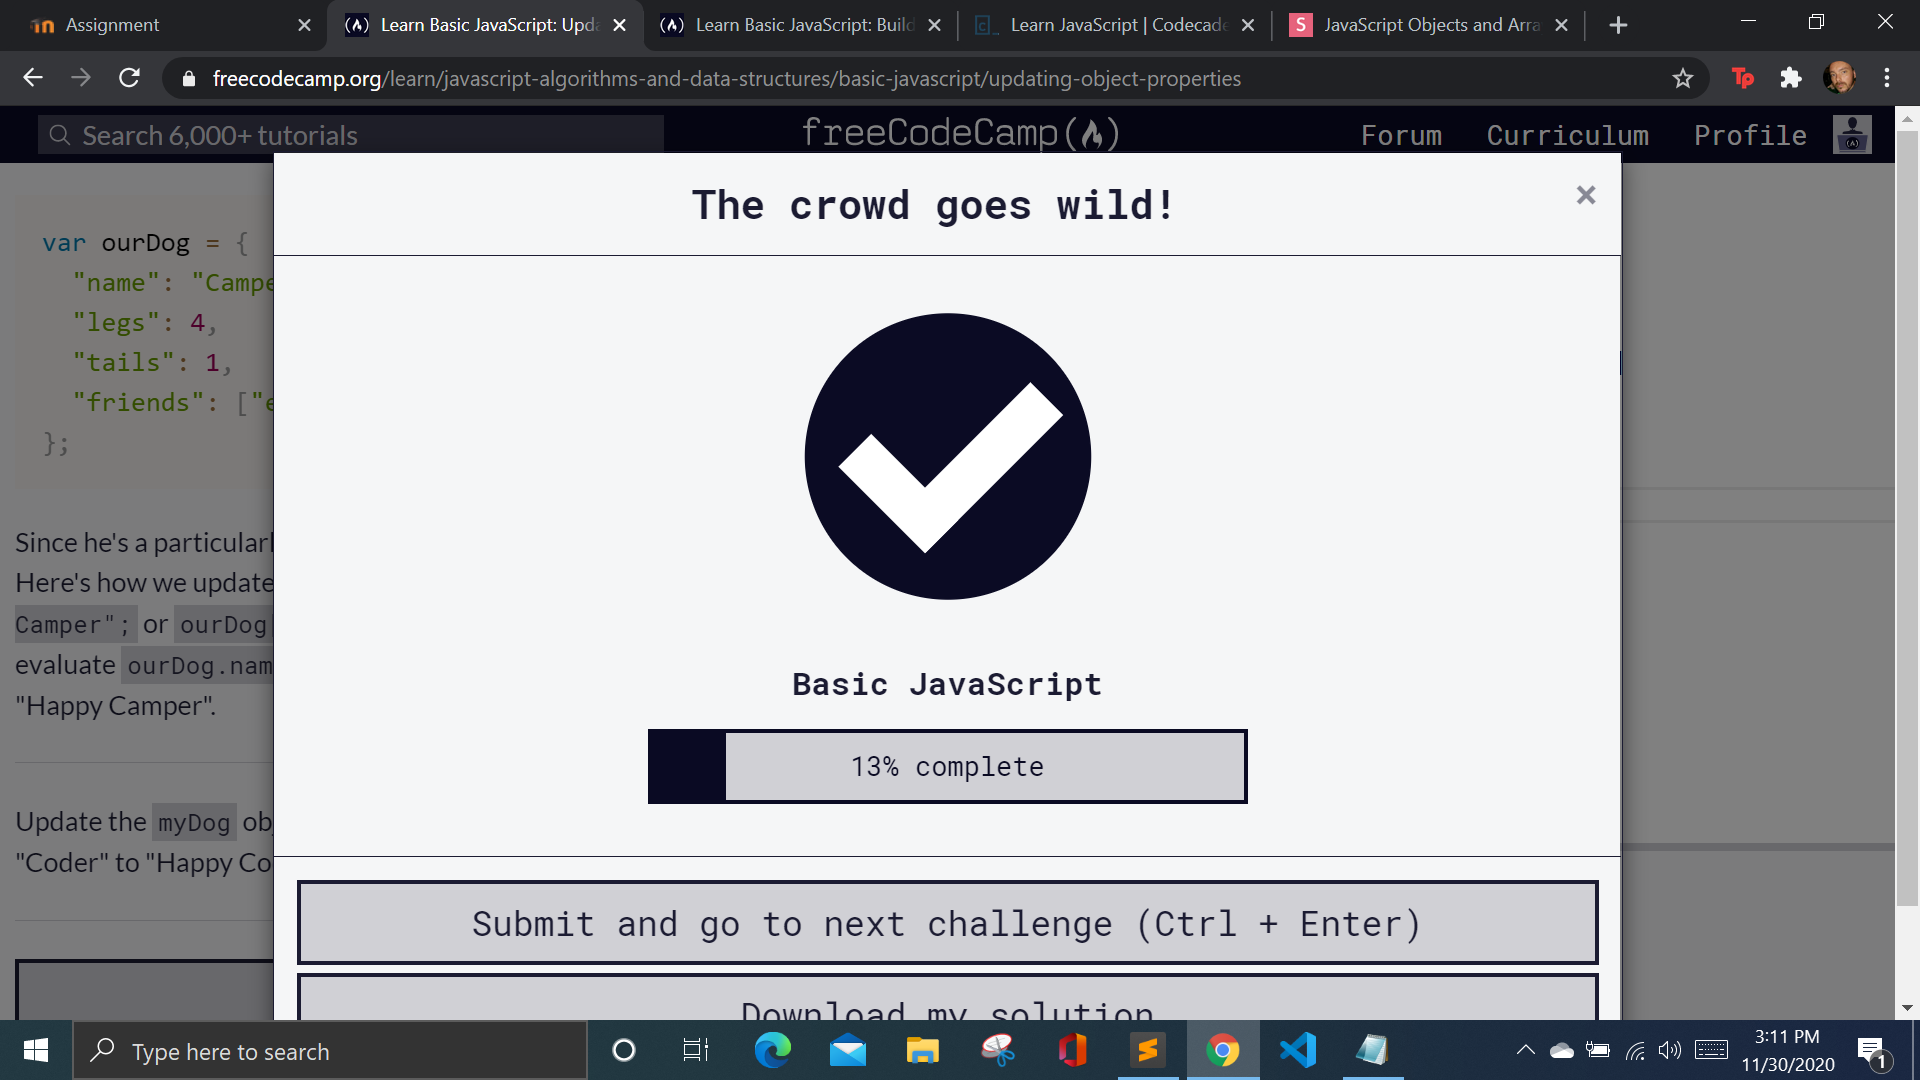 Assignment
Learn Basic JavaScript: Upda
Learn Basic JavaScript: Build
Learn JavaScript | Codecade
S
JavaScript Objects and Arra
freecodecamp.org/learn/javascript-algorithms-and-data-structures/basic-javascript/updating-object-properties
Tp
Search 6,000+ tutorials
freeCodeCamp
Forum
Curriculum
Profile
The crowd goes wild!
var ourDog = {
"name": "Campe
"legs": 4,
"tails": 1,
"friends": ["e
};
Since he's a particularl
Here's how we update
Camper"; or ourDog
evaluate ourDog.nam
"Happy Camper".
Update the myDog ob
"Coder" to "Happy Co
Basic JavaScript
13% complete
Submit and go to next challenge (Ctrl + Enter)
Download my solution
Type here to search
3:11 PM
11/30/2020
1